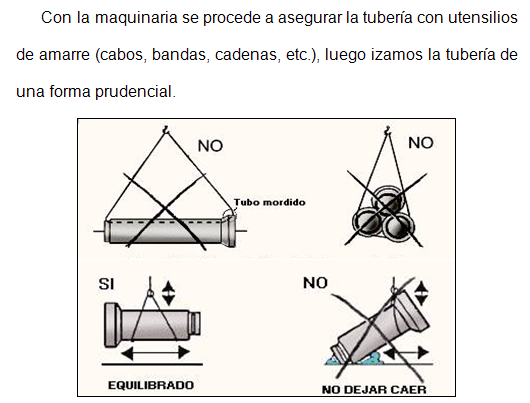 Con la maquinaria se procede a asegurar la tubería con utensilios
de amarre (cabos, bandas, cadenas, etc.), luego izamos la tubería de
una forma prudencial.
NO
NO
Tubo mordido
SI
NO
EQUILIBRADO
NO DEJAR CAER